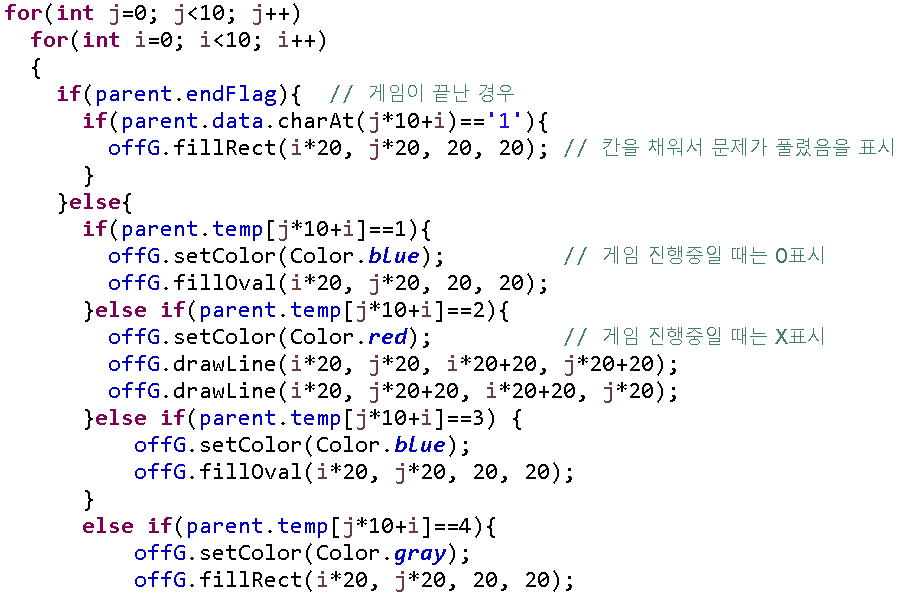 for(int j=0; j<10; j++)
for(int i=0; i<10; i++)
{
if(parent.endFlag){ // 게임이 끝난 경우
if(parent.data.charAt(j*10+i)=='1'){
offG.fillRect(i*20, j*20, 20, 20); // 칸을 채워서 문제가 풀렸음을 표시
}
}else{
if(parent.temp[j*10+i]==1){
offG.setColor(Color.blue); // 게임 진행중일 때는 O표시
offG.fillOval(i*20, j*20, 20, 20);
}else if(parent.temp[j*10+i]==2){
offG.setColor(Color.red); // 게임 진행중일 때는 X표시
offG.drawLine(i*20, j*20, i*20+20, j*20+20);
offG.drawLine(i*20, j*20+20, i*20+20, j*20);
}else if(parent.temp[j*10+i]==3) {
offG.setColor(Color.blue);
offG.fillOval(i*20, j*20, 20, 20);
}
else if(parent.temp[j*10+i]==4){
offG.setColor(Color.gray);
offG.fillRect(i*20, j*20, 20, 20);